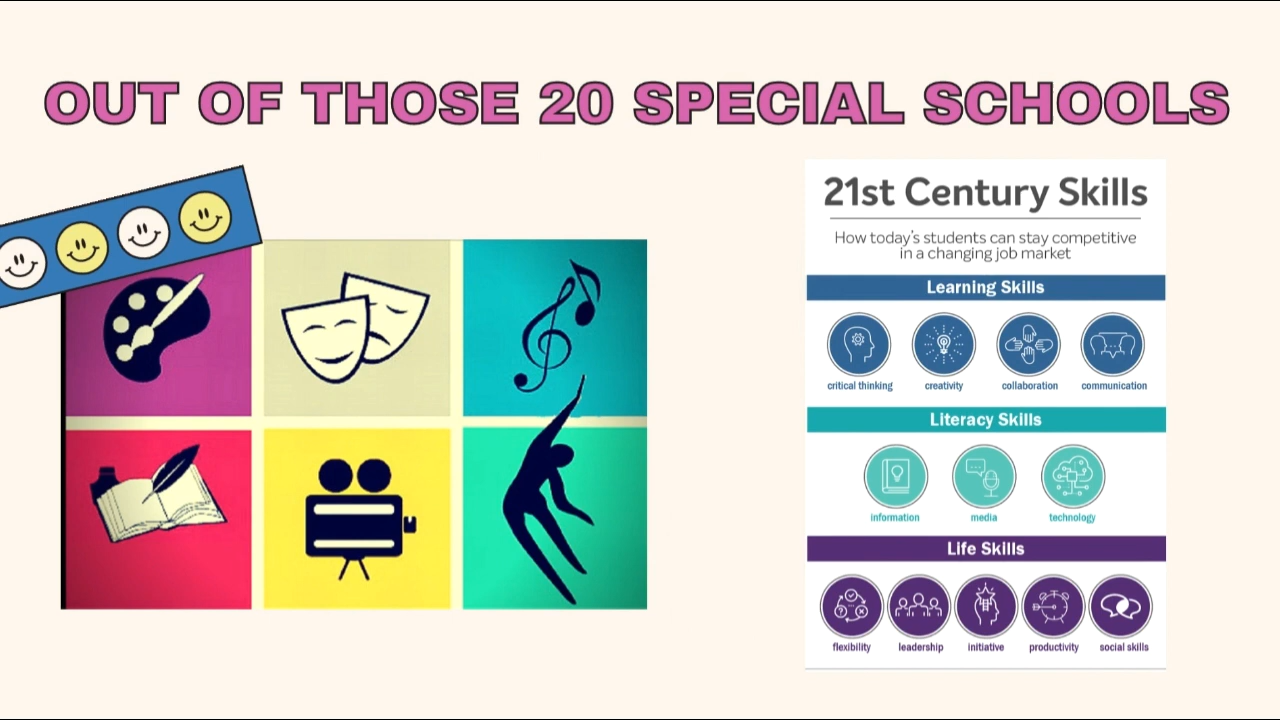 OUT OF THOSE 20 SPECIAL SCHOOLS
21st Century Skills
How today's students can stay competitive
in a changing job market
Learning Skills
critical thinking creativity collaboration communication
Literacy Skills
information media technology
Life Skills
flexibility leadership initiative productivity social skills